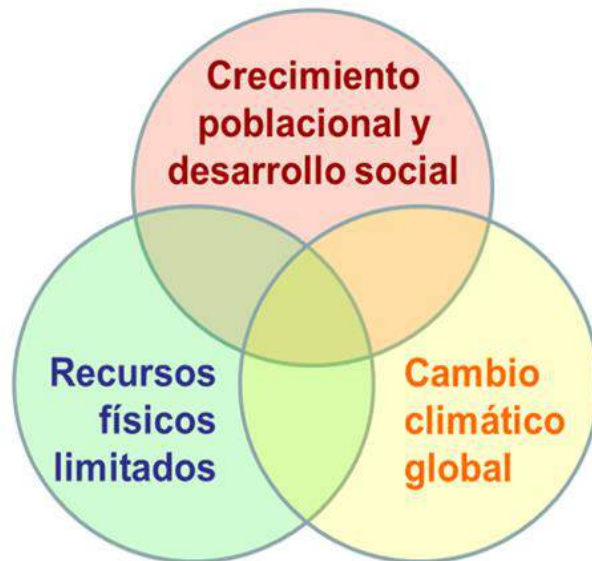 Crecimiento
poblacional y
desarrollo social
Recursos
físicos
limitados
Cambio
climático
global